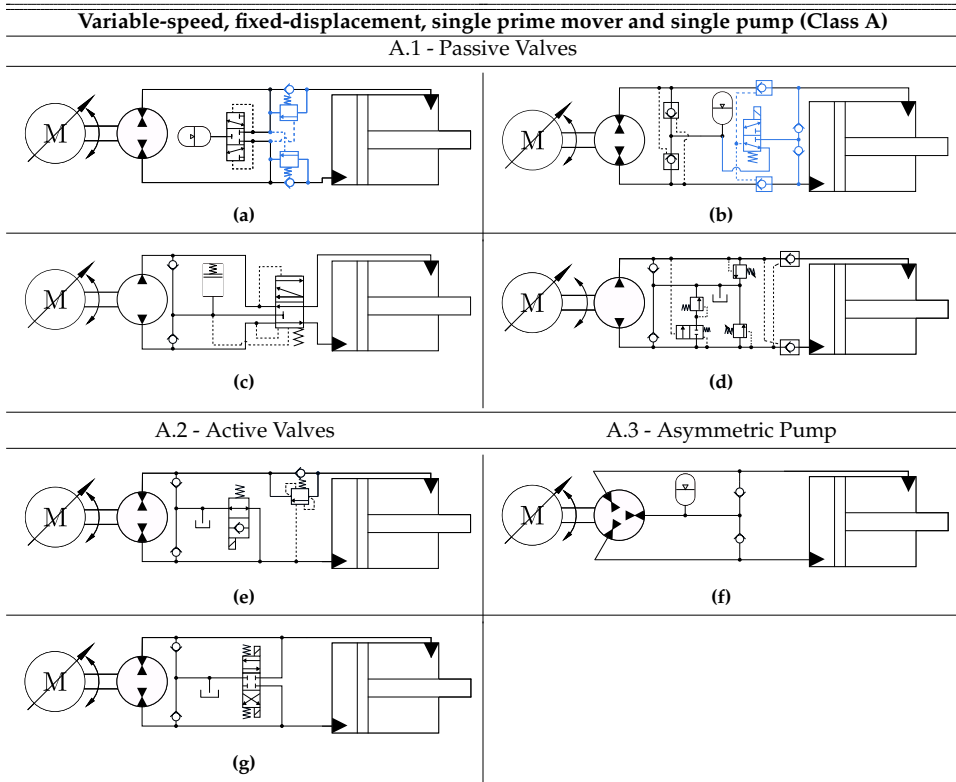 Variable-speed, fixed-displacement, single prime mover and single pump (Class A)
A.1 - Passive Valves
M
M
(a)
(b)
M
M
(c)
(d)
A.2 - Active Valves
A.3 - Asymmetric Pump
M
M
(e)
(f)
M
(g)